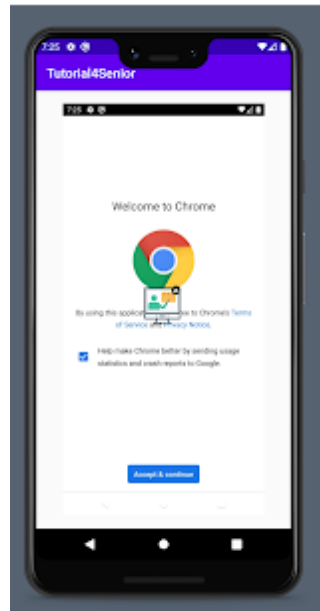 7:25
Tutorial4Senior
7:25
Welcome to Chrome
By using this application, to Chrome's Terms
of Service and Privacy Notice.
Help make Chrome better by sending usage
statistics and crash reports to Google.
Accept & continue